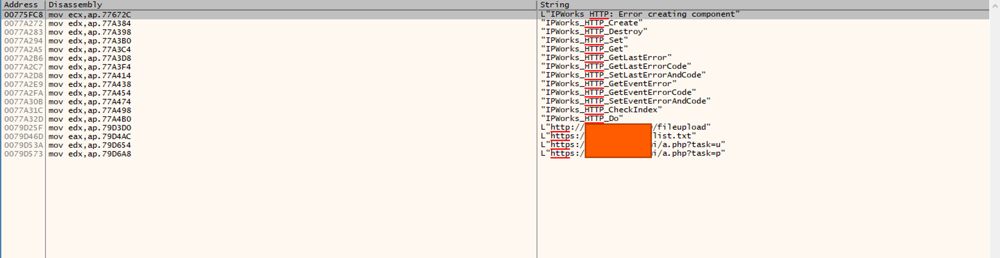 Address Disassembly String
00775FC8 mov ecx,ap.77672C L"IPWorks HTTP: Error creating component"
0077A272 mov edx,ap.77A384 "IPWorks_HTTP_Create"
0077A283 mov edx,ap.77A398 "IPWorks_HTTP_Destroy"
0077A294 mov edx,ap.77A3B0 "IPWorks_HTTP_Set"
0077A2A5 mov edx,ap.77A3C4 "IPWorks_HTTP_Get"
0077A2B6 mov edx,ap.77A3D8 "IPWorks_HTTP_GetLastError"
0077A2C7 mov edx,ap.77A3F4 "IPWorks_HTTP_GetLastErrorCode"
0077A2D8 mov edx,ap.77A414 "IPWorks_HTTP_SetLastErrorAndCode"
0077A2E9 mov edx,ap.77A438 "IPWorks_HTTP_GetEventError"
0077A2FA mov edx,ap.77A454 "IPWorks_HTTP_GetEventErrorCode"
0077A30B mov edx,ap.77A474 "IPWorks_HTTP_SetEventErrorAndCode"
0077A31C mov edx,ap.77A498 "IPWorks_HTTP_CheckIndex"
0077A32D mov edx,ap.77A4B0 "IPWorks_HTTP_Do"
0079D25F mov edx,ap.79D3D0 L"http:// /fileupload"
0079D46D mov eax,ap.79D4AC L"https:/ list.txt"
0079D53A mov edx,ap.79D654 L"https:/ i/a.php?task=u"
0079D573 mov edx,ap.79D6A8 L"https:/ i/a.php?task=p"